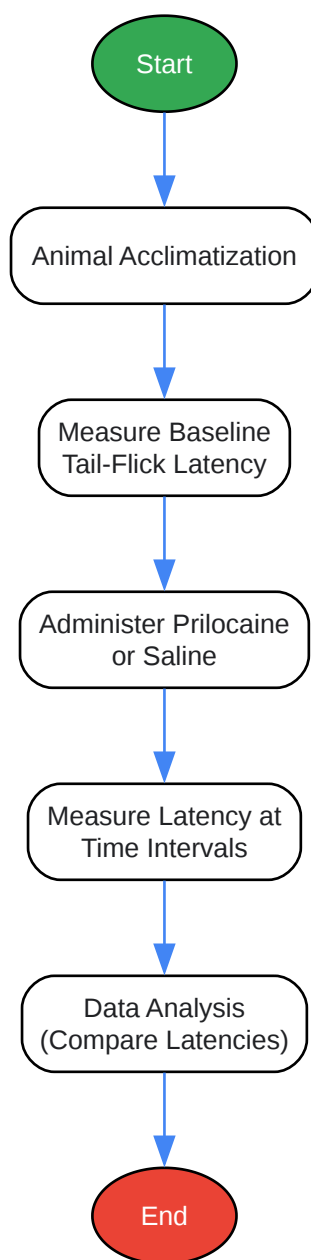 Start
Animal Acclimatization
Measure Baseline
Tail-Flick Latency
Administer Prilocaine
or Saline
Measure Latency at
Time Intervals
Data Analysis
(Compare Latencies)
End